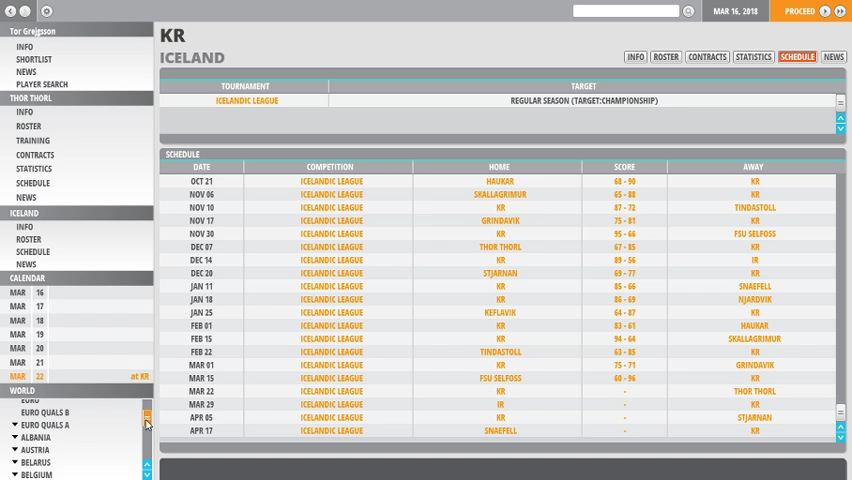 MAR 16, 2018
PROCEED
Tor Grejgsson
INFO
SHORTLIST
NEWS
PLAYER SEARCH
THOR THORL
INFO
ROSTER
TRAINING
CONTRACTS
STATISTICS
SCHEDULE
NEWS
ICELAND
INFO
ROSTER
SCHEDULE
NEWS
CALENDAR
MAR 16
MAR 17
MAR 18
MAR 19
MAR 20
MAR 21
MAR 22 at KR
WORLD
EURO
EURO QUALS B
EURO QUALS A
ALBANIA
AUSTRIA
BELARUS
BELGIUM
KR
ICELAND
INFO ROSTER CONTRACTS STATISTICS SCHEDULE NEWS
TOURNAMENT TARGET
ICELANDIC LEAGUE REGULAR SEASON (TARGET:CHAMPIONSHIP)
SCHEDULE
DATE COMPETITION HOME SCORE AWAY
OCT 21 ICELANDIC LEAGUE HAUKAR 68 - 90 KR
NOV 06 ICELANDIC LEAGUE SKALLAGRIMUR 65 - 88 KR
NOV 10 ICELANDIC LEAGUE KR 87 - 72 TINDASTOLL
NOV 17 ICELANDIC LEAGUE GRINDAVIK 75 - 81 KR
NOV 30 ICELANDIC LEAGUE KR 95 - 66 FSU SELFOSS
DEC 07 ICELANDIC LEAGUE THOR THORL 67 - 85 KR
DEC 14 ICELANDIC LEAGUE KR 89 - 56 IR
DEC 20 ICELANDIC LEAGUE STJARNAN 69 - 77 KR
JAN 11 ICELANDIC LEAGUE KR 85 - 66 SNAEFELL
JAN 18 ICELANDIC LEAGUE KR 86 - 69 NJARDVIK
JAN 25 ICELANDIC LEAGUE KEFLAVIK 64 - 87 KR
FEB 01 ICELANDIC LEAGUE KR 83 - 61 HAUKAR
FEB 15 ICELANDIC LEAGUE KR 94 - 64 SKALLAGRIMUR
FEB 22 ICELANDIC LEAGUE TINDASTOLL 63 - 85 KR
MAR 01 ICELANDIC LEAGUE KR 75 - 71 GRINDAVIK
MAR 15 ICELANDIC LEAGUE FSU SELFOSS 60 - 96 KR
MAR 22 ICELANDIC LEAGUE KR - THOR THORL
MAR 29 ICELANDIC LEAGUE IR - KR
APR 05 ICELANDIC LEAGUE KR - STJARNAN
APR 17 ICELANDIC LEAGUE SNAEFELL - KR